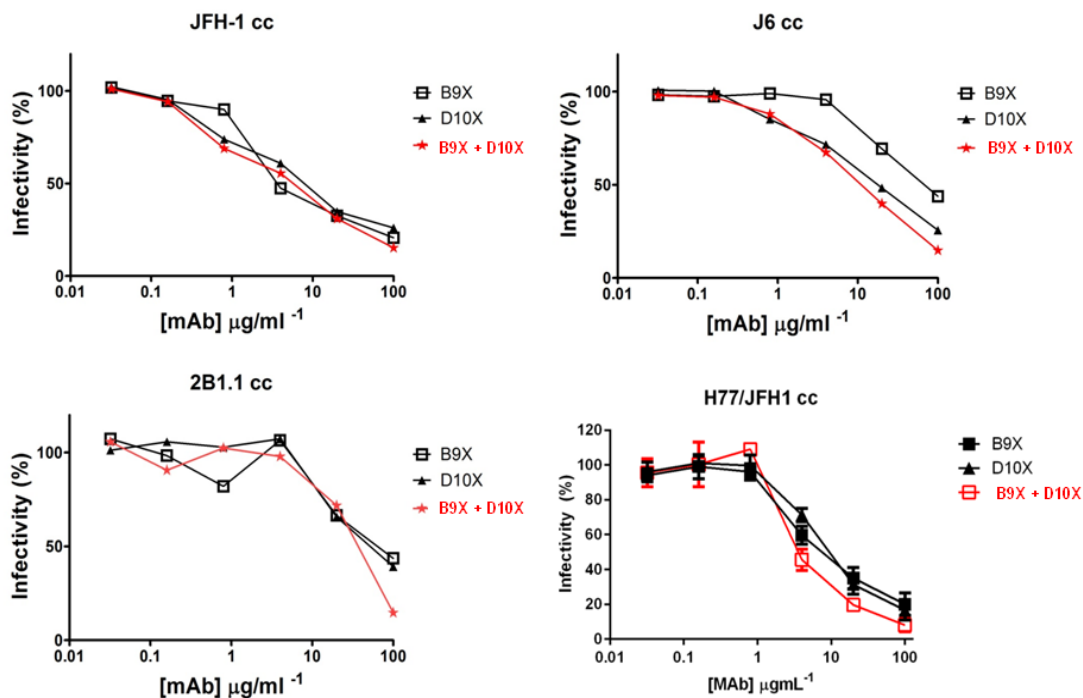 JFH-1 cc
Infectivity (%)
100
50
0
0.01 0.1 1 10 100
[mAb] μg/ml -1
B9X
D10X
B9X + D10X
J6 cc
Infectivity (%)
100
50
0
0.01 0.1 1 10 100
[mAb] μg/ml -1
B9X
D10X
B9X + D10X
2B1.1 cc
Infectivity (%)
100
50
0
0.01 0.1 1 10 100
[mAb] μg/ml -1
B9X
D10X
B9X + D10X
H77/JFH1 cc
Infectivity (%)
120
100
80
60
40
20
0
0.01 0.1 1 10 100
[MAb] μgmL-1
B9X
D10X
B9X + D10X